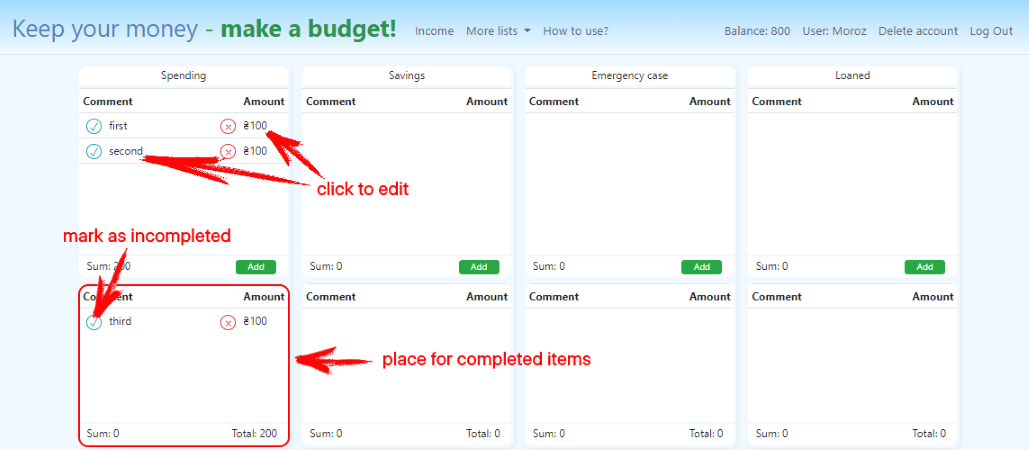 Keep your money - make a budget! Income More lists How to use? Balance: 800 User: Moroz Delete account Log Out
Spending Savings Emergency case Loaned
Comment Amount Comment Amount Comment Amount Comment Amount
first ₴100
second ₴100
click to edit
mark as incompleted
Sum: 200 Add Sum: 0 Add Sum: 0 Add Sum: 0 Add
Comment Amount Comment Amount Comment Amount Comment Amount
third ₴100
place for completed items
Sum: 0 Total: 200 Sum: 0 Total: 0 Sum: 0 Total: 0 Sum: 0 Total: 0